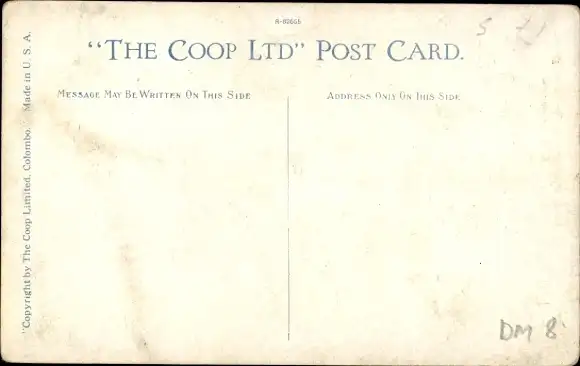 "THE COOP LTD" POST CARD.
MESSAGE MAY BE WRITTEN ON THIS SIDE
ADDRESS ONLY ON THIS SIDE
"Copyright by The Coop Limited, Colombo. Made in U. S. A.
DM 8